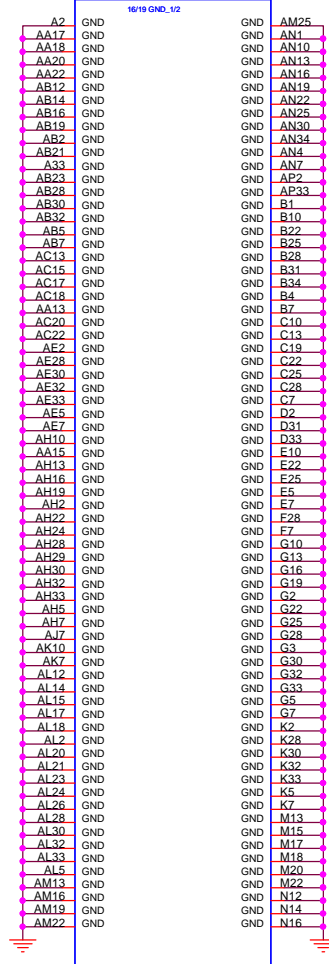 16/19 GND_1/2
A2 GND GND AM25
AA17 GND GND AN1
AA18 GND GND AN10
AA20 GND GND AN13
AA22 GND GND AN16
AB12 GND GND AN19
AB14 GND GND AN22
AB16 GND GND AN25
AB19 GND GND AN30
AB2 GND GND AN34
AB21 GND GND AN4
A33 GND GND AN7
AB23 GND GND AP2
AB28 GND GND AP33
AB30 GND GND B1
AB32 GND GND B10
AB5 GND GND B22
AB7 GND GND B25
AC13 GND GND B28
AC15 GND GND B31
AC17 GND GND B34
AC18 GND GND B4
AA13 GND GND B7
AC20 GND GND C10
AC22 GND GND C13
AE2 GND GND C19
AE28 GND GND C22
AE30 GND GND C25
AE32 GND GND C28
AE33 GND GND C7
AE5 GND GND D2
AE7 GND GND D31
AH10 GND GND D33
AA15 GND GND E10
AH13 GND GND E22
AH16 GND GND E25
AH19 GND GND E5
AH2 GND GND E7
AH22 GND GND F28
AH24 GND GND F7
AH28 GND GND G10
AH29 GND GND G13
AH30 GND GND G16
AH32 GND GND G19
AH33 GND GND G2
AH5 GND GND G22
AH7 GND GND G25
AJ7 GND GND G28
AK10 GND GND G3
AK7 GND GND G30
AL12 GND GND G32
AL14 GND GND G33
AL15 GND GND G5
AL17 GND GND G7
AL18 GND GND K2
AL2 GND GND K28
AL20 GND GND K30
AL21 GND GND K32
AL23 GND GND K33
AL24 GND GND K5
AL26 GND GND K7
AL28 GND GND M13
AL30 GND GND M15
AL32 GND GND M17
AL33 GND GND M18
AL5 GND GND M20
AM13 GND GND M22
AM16 GND GND N12
AM19 GND GND N14
AM22 GND GND N16